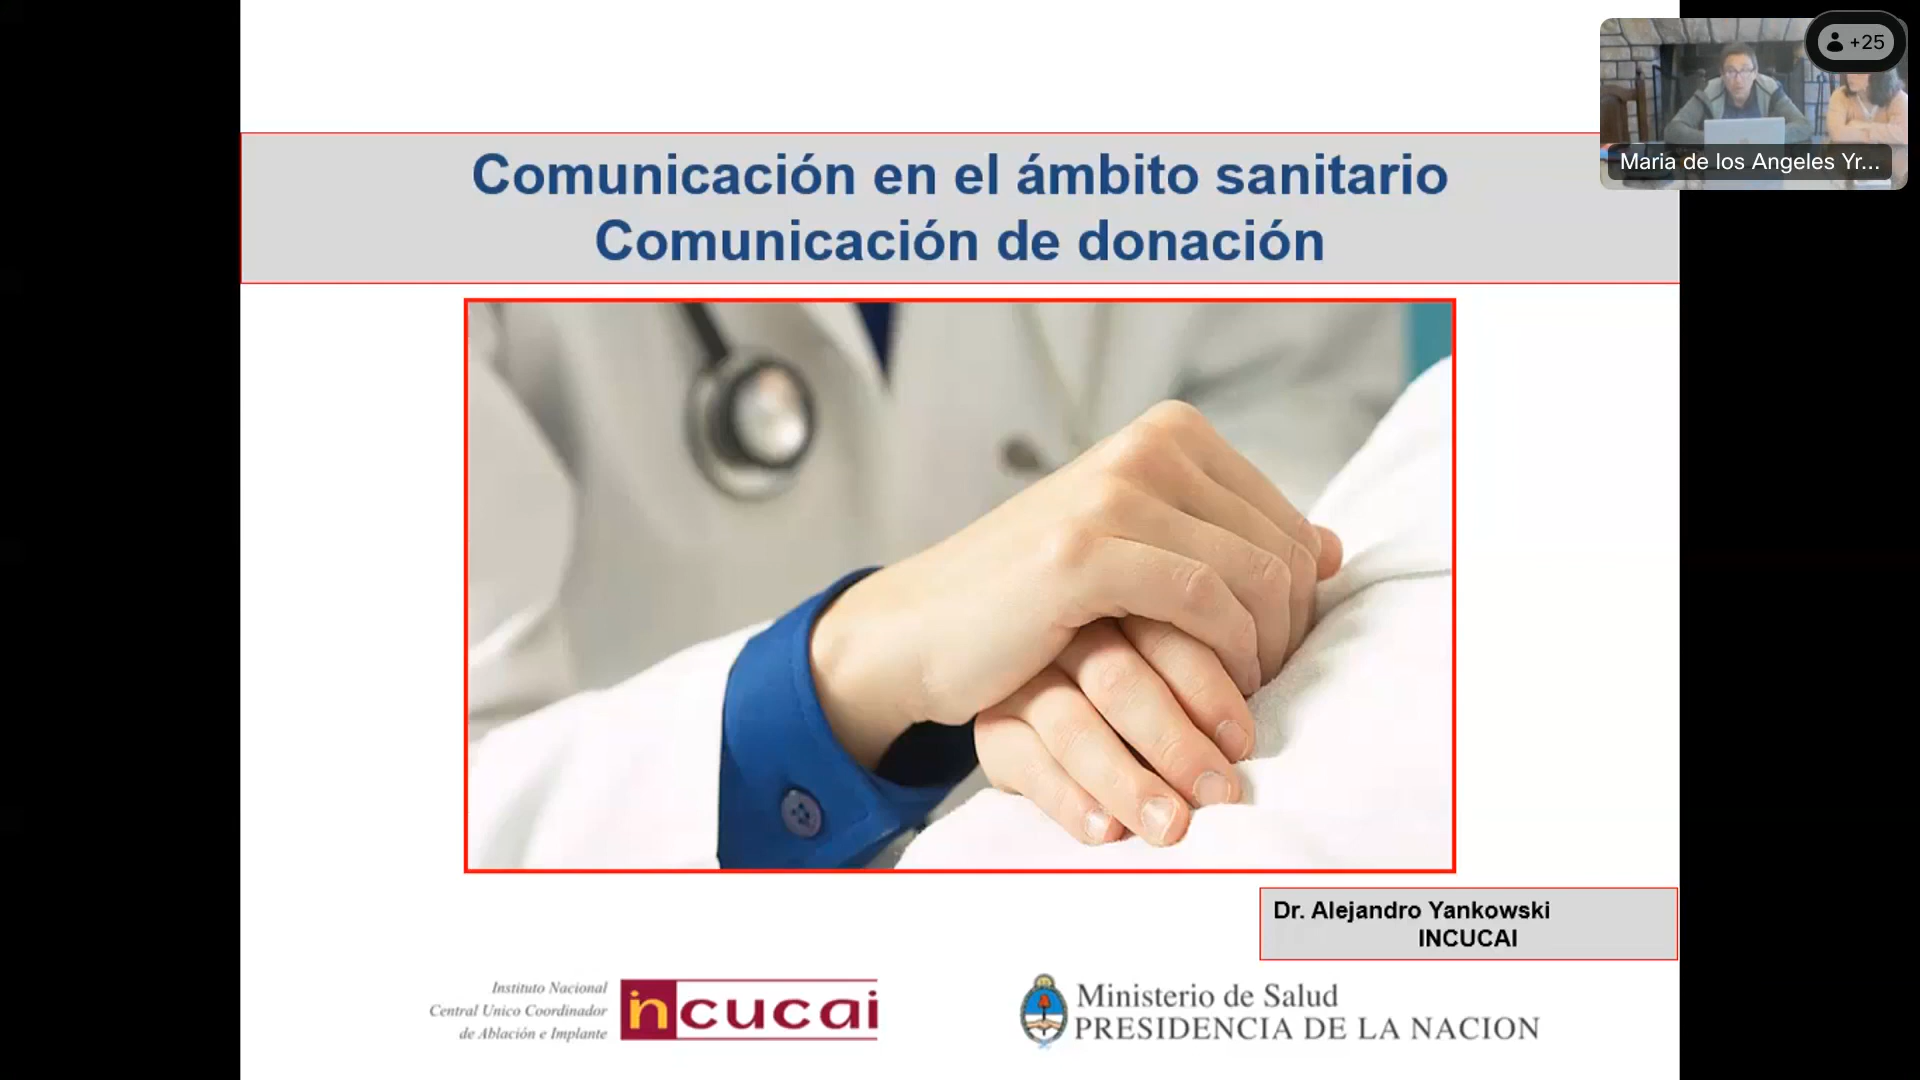 +25
Maria de los Angeles Yr...
Comunicación en el ámbito sanitario
Comunicación de donación
Dr. Alejandro Yankowski
INCUCAI
Instituto Nacional
Central Unico Coordinador
de Ablación e Implante
incucai
Ministerio de Salud
PRESIDENCIA DE LA NACION